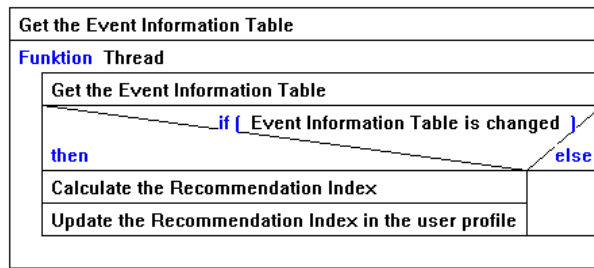 Get the Event Information Table
Funktion Thread
Get the Event Information Table
if ( Event Information Table is changed )
then else
Calculate the Recommendation Index
Update the Recommendation Index in the user profile